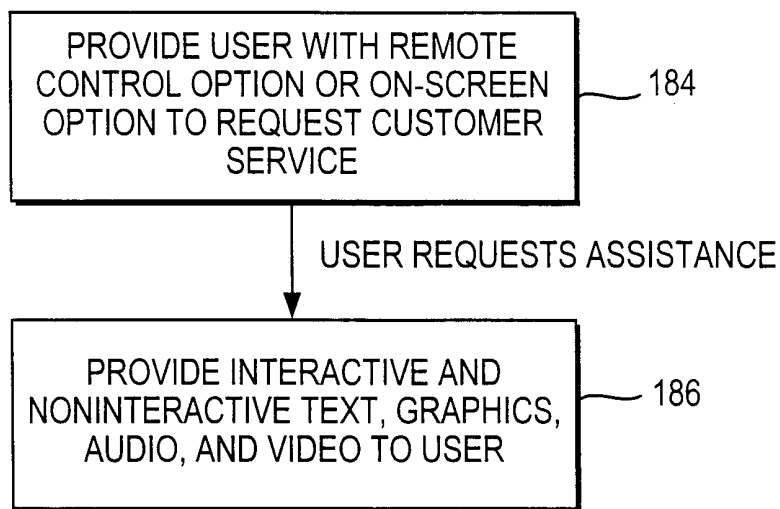 PROVIDE USER WITH REMOTE
CONTROL OPTION OR ON-SCREEN
OPTION TO REQUEST CUSTOMER
SERVICE
184
USER REQUESTS ASSISTANCE
PROVIDE INTERACTIVE AND
NONINTERACTIVE TEXT, GRAPHICS,
AUDIO, AND VIDEO TO USER
186